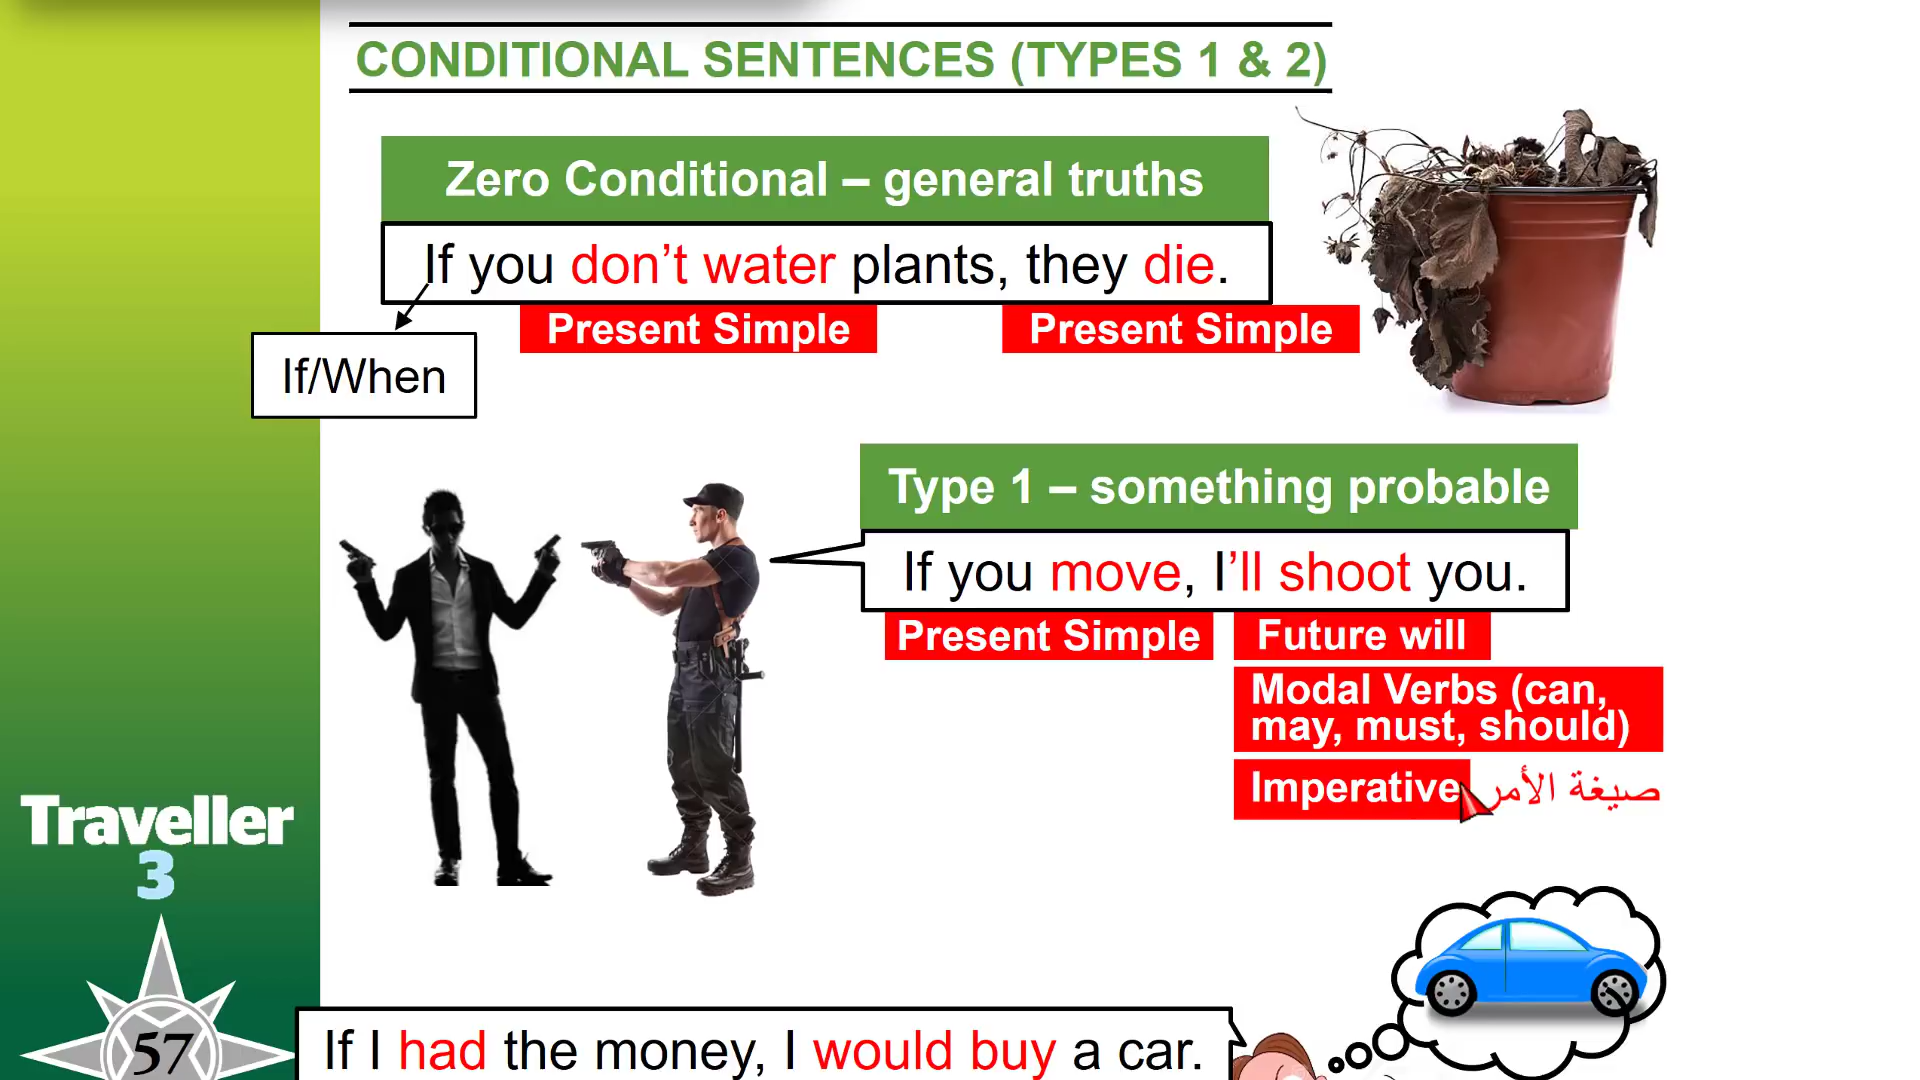 CONDITIONAL SENTENCES (TYPES 1 & 2)
Zero Conditional – general truths
If you don’t water plants, they die.
Present Simple
Present Simple
If/When
Type 1 – something probable
If you move, I’ll shoot you.
Present Simple
Future will
Modal Verbs (can,
may, must, should)
Imperative
صيغة الأمر
Traveller
3
57
If I had the money, I would buy a car.